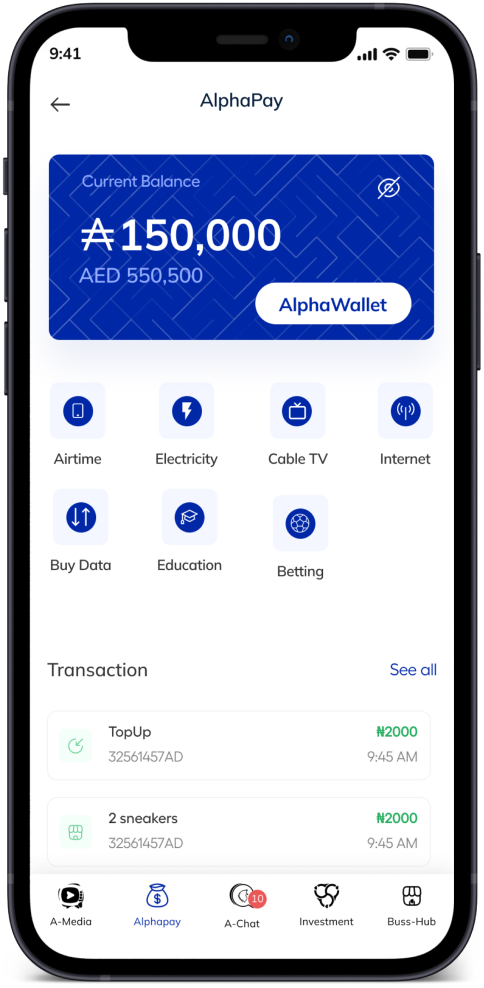 9:41
AlphaPay
Current Balance
₳150,000
AED 550,500
AlphaWallet
Airtime
Electricity
Cable TV
Internet
Buy Data
Education
Betting
Transaction
See all
TopUp
₦2000
32561457AD
9:45 AM
2 sneakers
₦2000
32561457AD
9:45 AM
10
A-Media
Alphapay
A-Chat
Investment
Buss-Hub